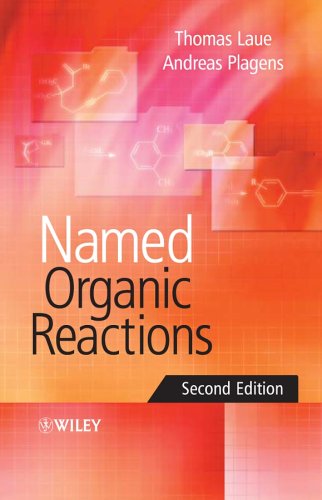 Thomas Laue
Andreas Plagens
Named
Organic
Reactions
Second Edition
WILEY